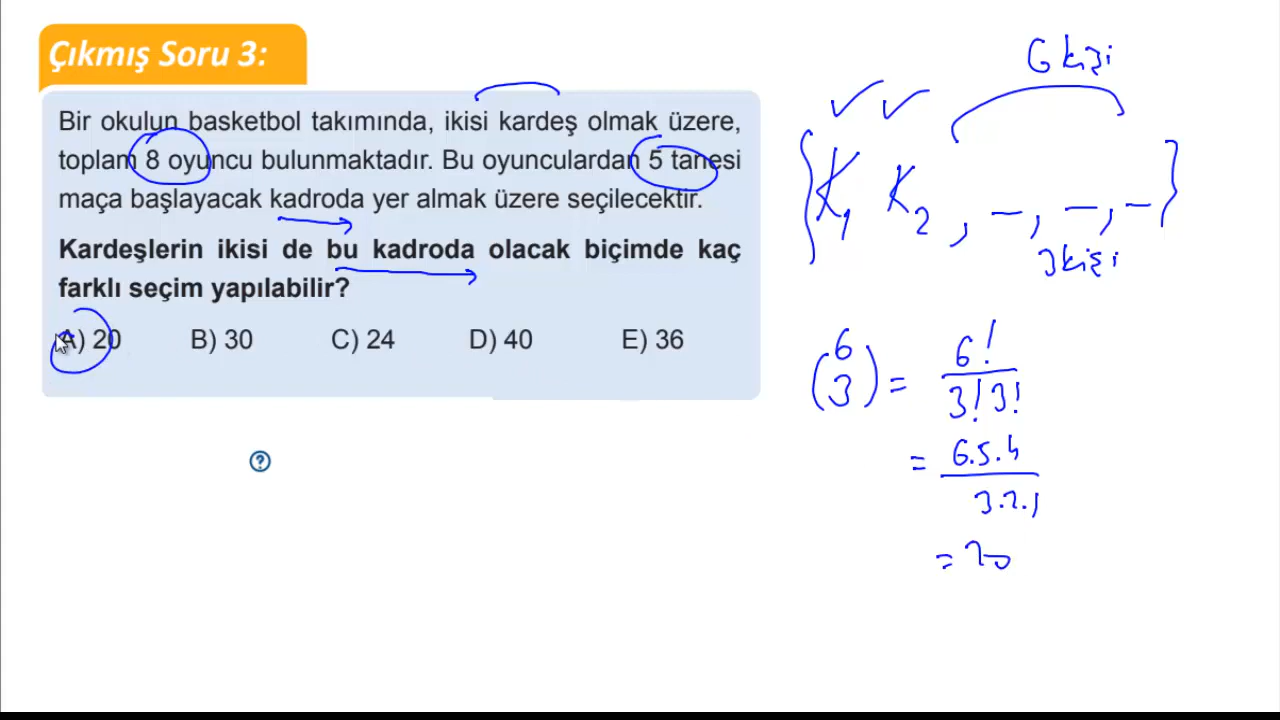 Çıkmış Soru 3:
Bir okulun basketbol takımında, ikisi kardeş olmak üzere,
toplam 8 oyuncu bulunmaktadır. Bu oyunculardan 5 tanesi
maça başlayacak kadroda yer almak üzere seçilecektir.
Kardeşlerin ikisi de bu kadroda olacak biçimde kaç
farklı seçim yapılabilir?
A) 20 B) 30 C) 24 D) 40 E) 36
?
6 kişi
{K1 K2, _, _, _}
3 kişi
(6 3) = 6! / 3! 3!
= 6.5.4 / 3.2.1
= 20